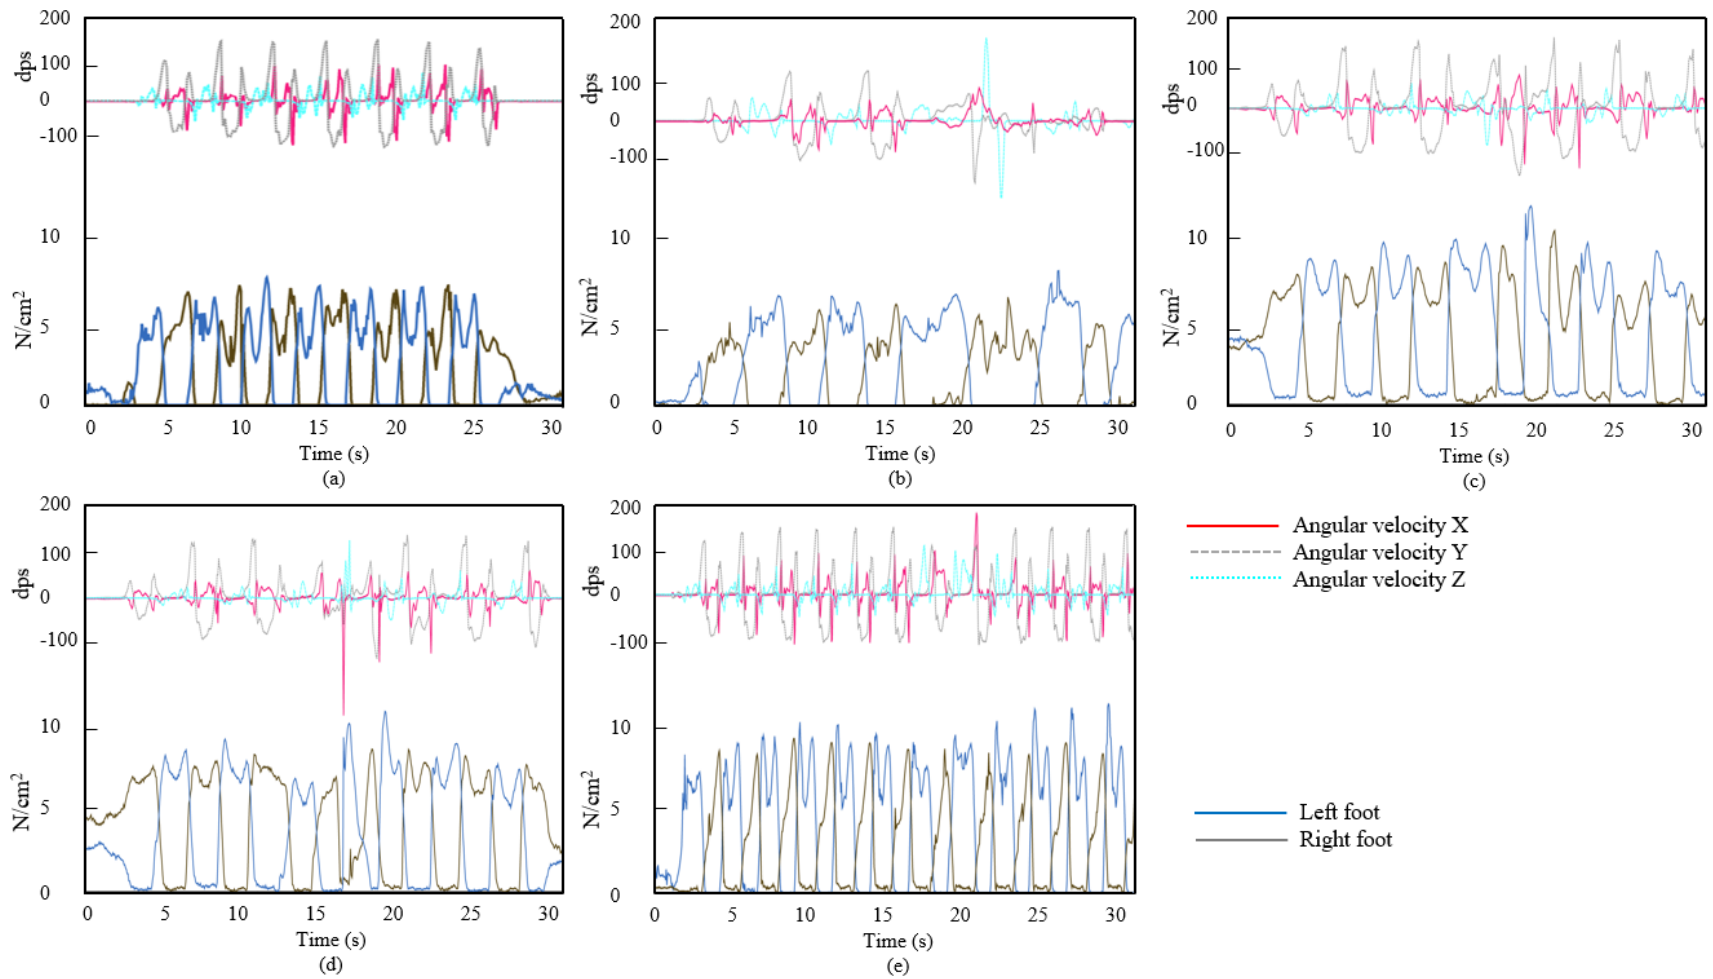 200
100
0
-100
dps
10
5
0
N/cm2
0 5 10 15 20 25 30
Time (s)
(a)
200
100
0
-100
dps
10
5
0
N/cm2
0 5 10 15 20 25 30
Time (s)
(b)
200
100
0
-100
dps
10
5
0
N/cm2
0 5 10 15 20 25 30
Time (s)
(c)
200
100
0
-100
dps
10
5
0
N/cm2
0 5 10 15 20 25 30
Time (s)
(d)
200
100
0
-100
dps
10
5
0
N/cm2
0 5 10 15 20 25 30
Time (s)
(e)
Angular velocity X
Angular velocity Y
Angular velocity Z
Left foot
Right foot